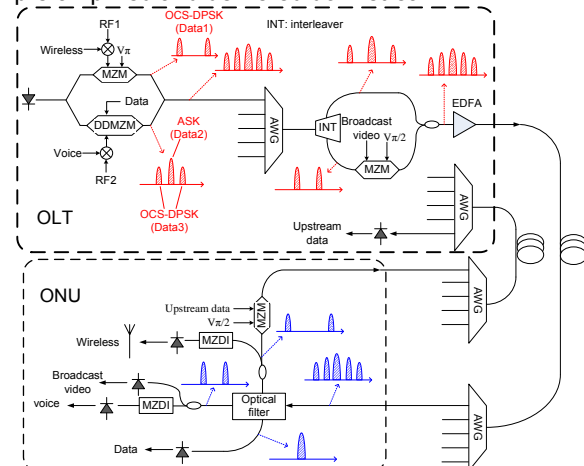 RF1
OCS-DPSK
(Data1)
INT: interleaver
Wireless
Vπ
MZM
EDFA
Data
DDMZM
AWG
INT
Broadcast
video
Vπ/2
MZM
ASK
(Data2)
Voice
RF2
OCS-DPSK
(Data3)
AWG
OLT
Upstream
data
ONU
AWG
Upstream data
Vπ/2
MZM
Wireless
MZDI
Broadcast
video
voice
MZDI
Optical
filter
AWG
Data